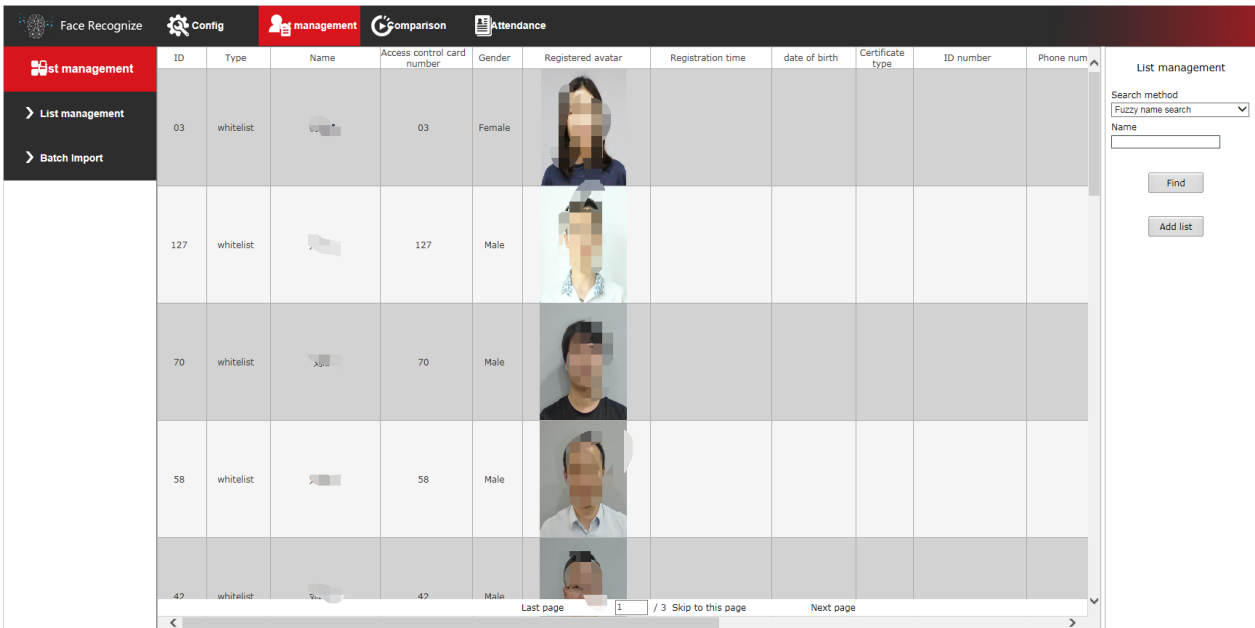 Face Recognize
Config
management
Comparison
Attendance
st management
List management
Batch Import
ID Type Name Access control card number Gender Registered avatar Registration time date of birth Certificate type ID number Phone num
03 whitelist 03 Female
127 whitelist 127 Male
70 whitelist 70 Male
58 whitelist 58 Male
42 whitelist 42 Male
Last page 1 / 3 Skip to this page Next page
List management
Search method
Fuzzy name search
Name
Find
Add list